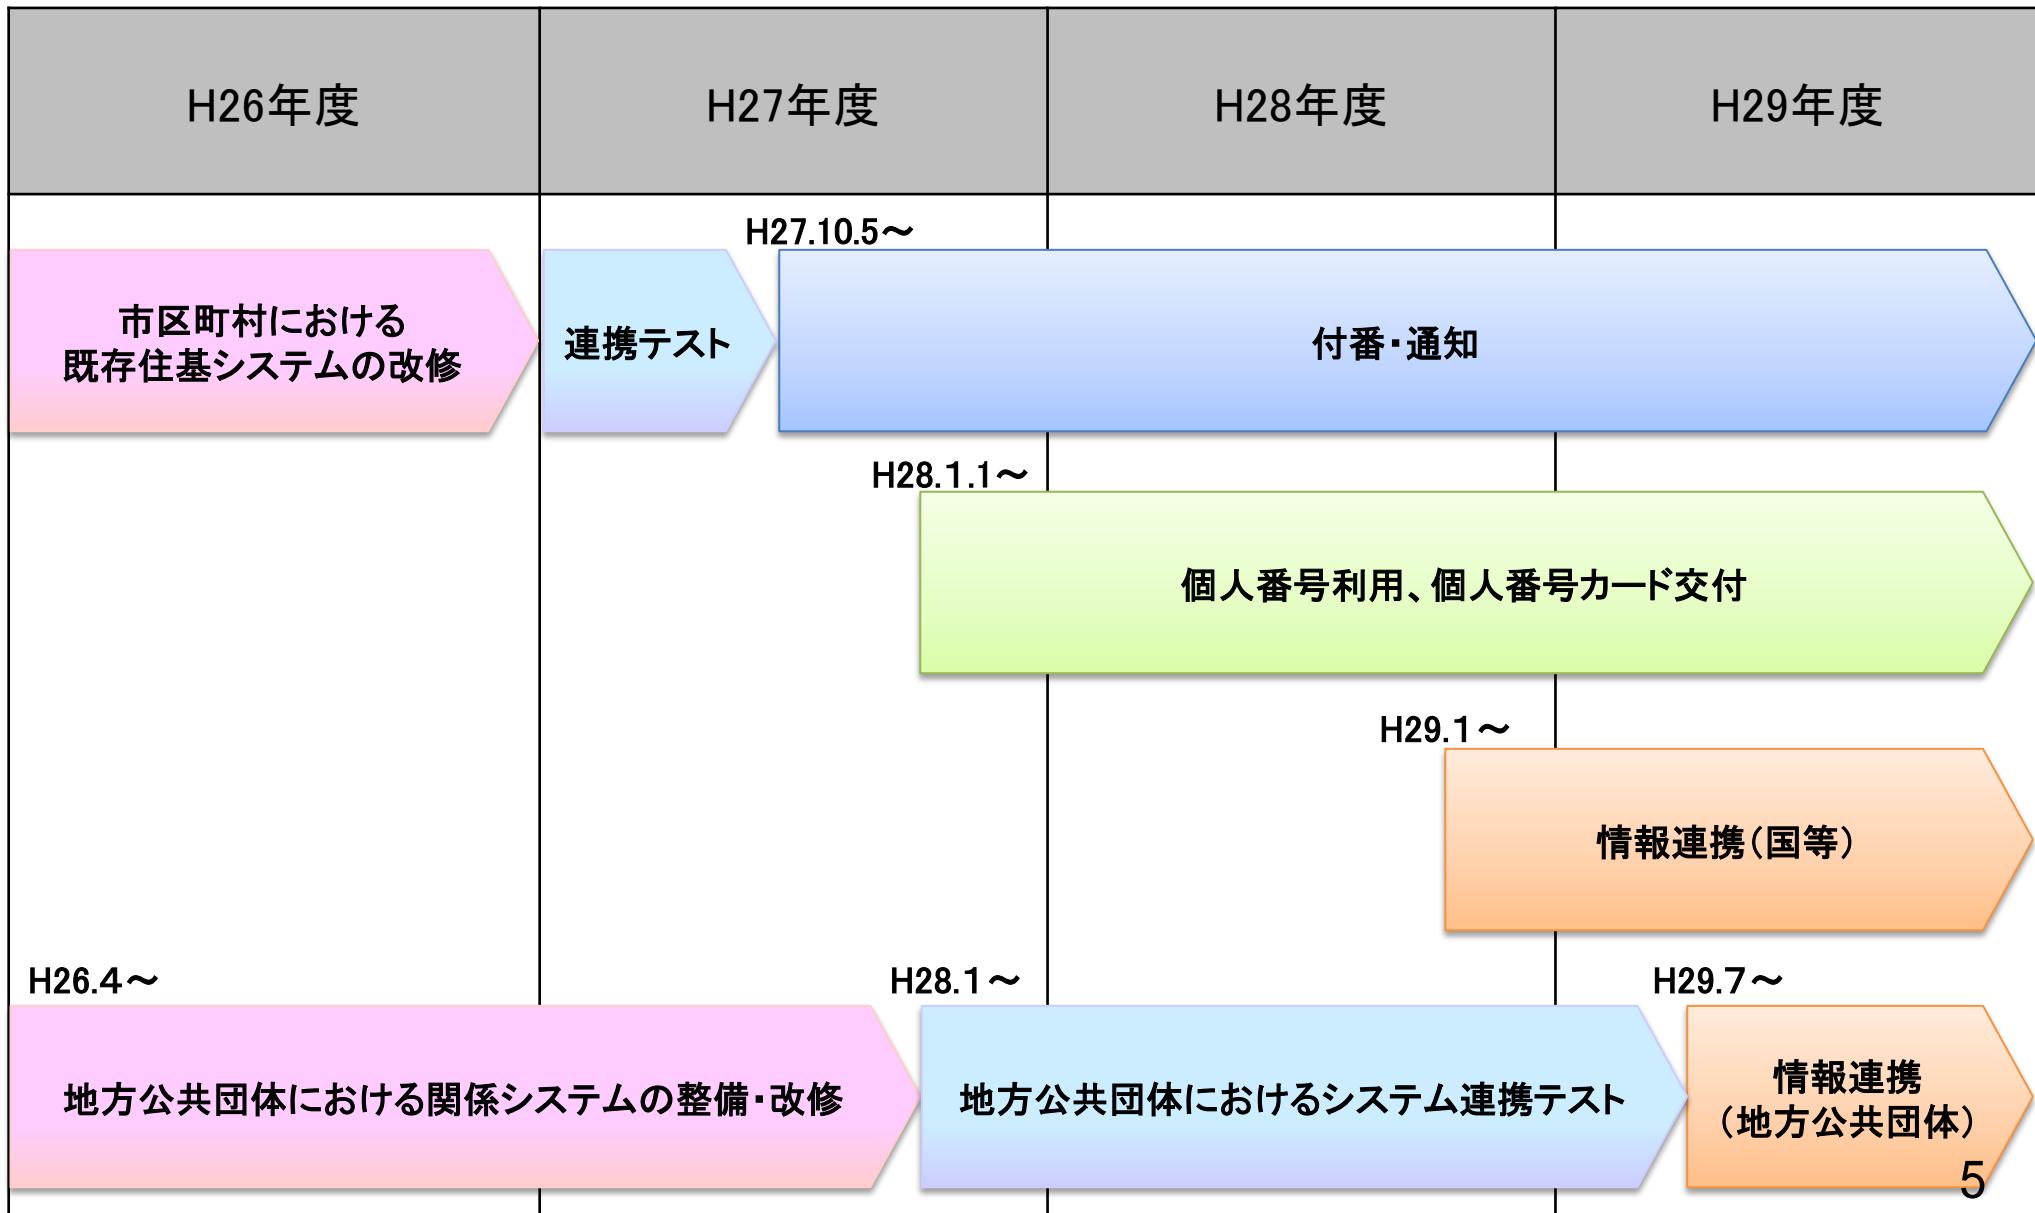 H26年度
H27年度
H28年度
H29年度
H27.10.5～
市区町村における
既存住基システムの改修
連携テスト
付番・通知
H28.1.1～
個人番号利用、個人番号カード交付
H29.1～
情報連携（国等）
H26.4～
H28.1～
H29.7～
地方公共団体における関係システムの整備・改修
地方公共団体におけるシステム連携テスト
情報連携
（地方公共団体）
5